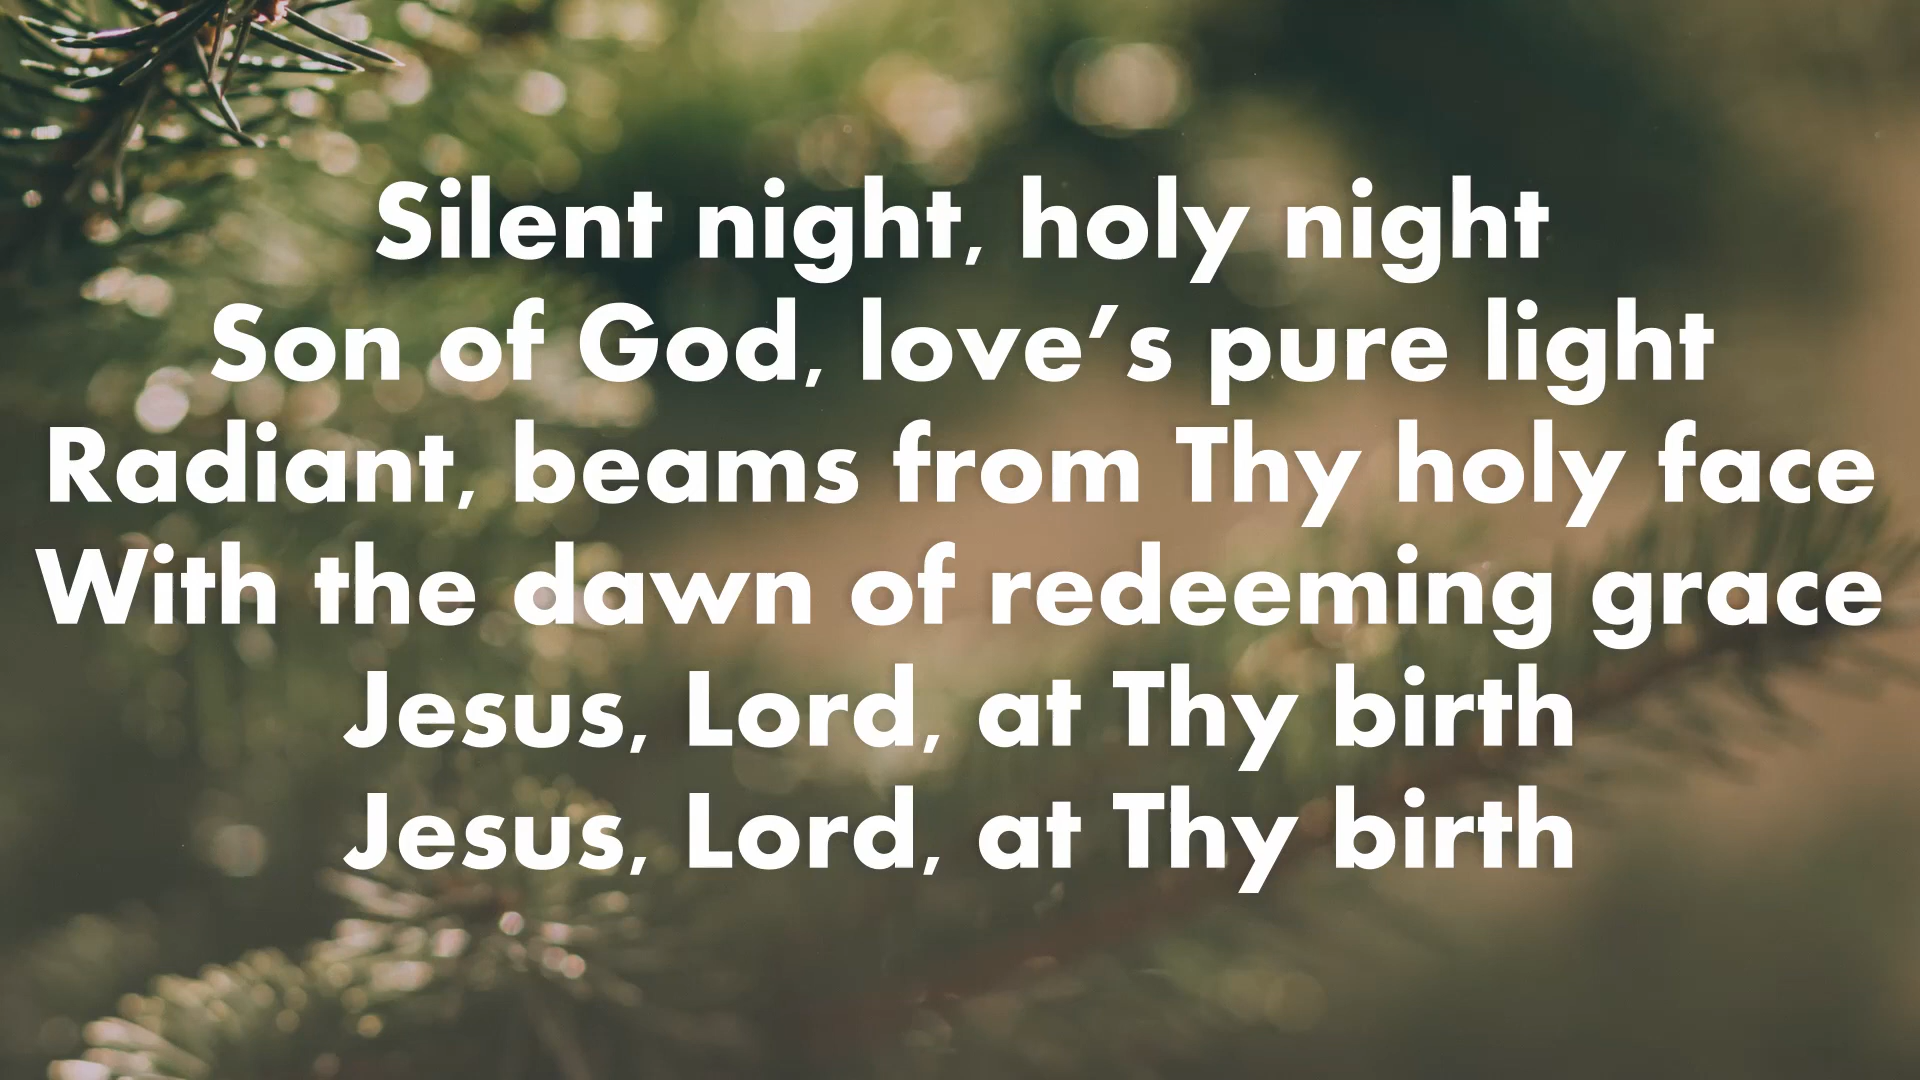 Silent night, holy night
Son of God, love’s pure light
Radiant, beams from Thy holy face
With the dawn of redeeming grace
Jesus, Lord, at Thy birth
Jesus, Lord, at Thy birth